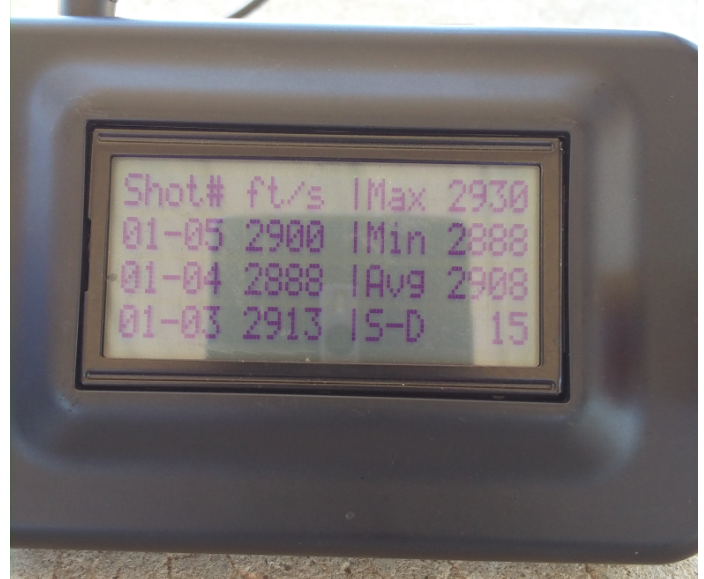 Shot# ft/s |Max 2930
01-05 2900 |Min 2888
01-04 2888 |Avg 2908
01-03 2913 |S-D 15